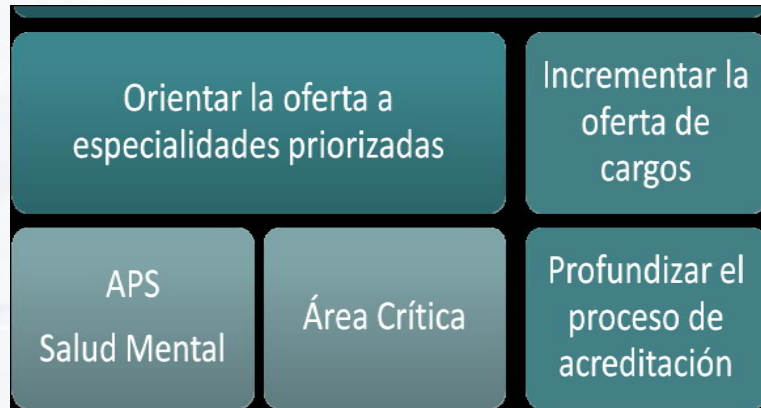 Orientar la oferta a
especialidades priorizadas
Incrementar la
oferta de
cargos
APS
Salud Mental
Área Crítica
Profundizar el
proceso de
acreditación